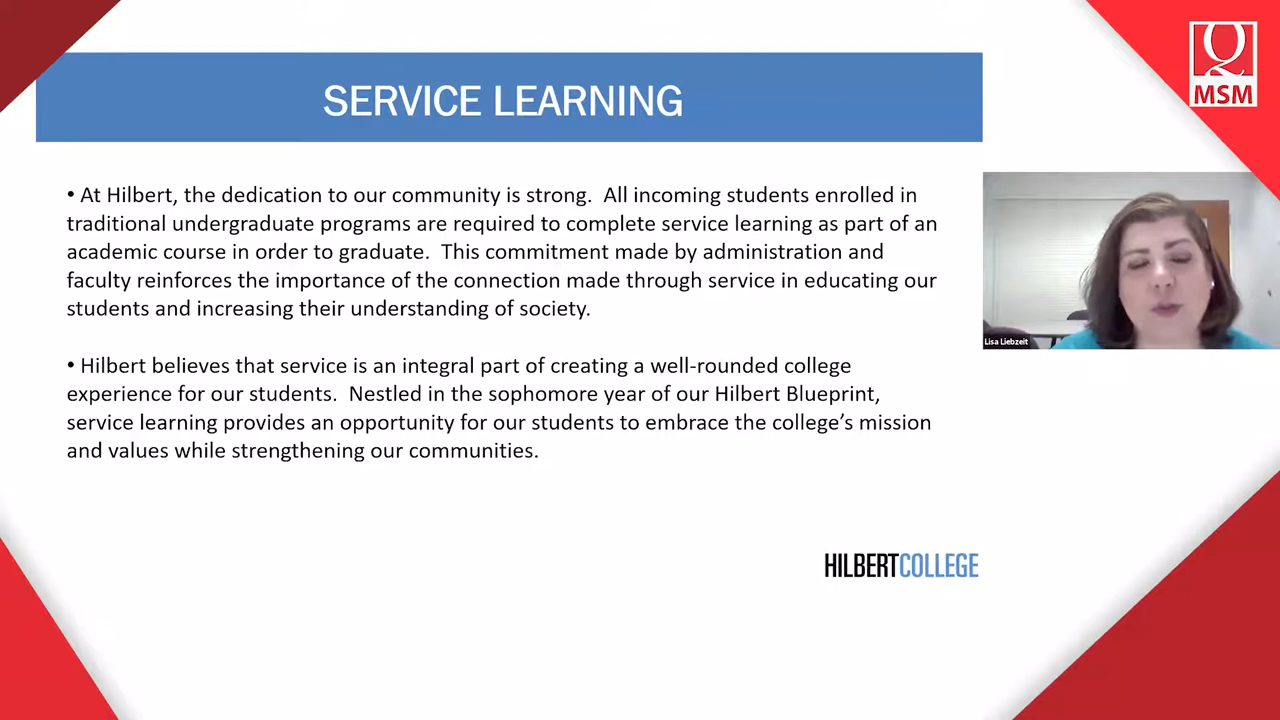 SERVICE LEARNING
• At Hilbert, the dedication to our community is strong.  All incoming students enrolled in
traditional undergraduate programs are required to complete service learning as part of an
academic course in order to graduate.  This commitment made by administration and
faculty reinforces the importance of the connection made through service in educating our
students and increasing their understanding of society.
• Hilbert believes that service is an integral part of creating a well-rounded college
experience for our students.  Nestled in the sophomore year of our Hilbert Blueprint,
service learning provides an opportunity for our students to embrace the college’s mission
and values while strengthening our communities.
HILBERTCOLLEGE
Q
MSM
Lisa Liebzeit